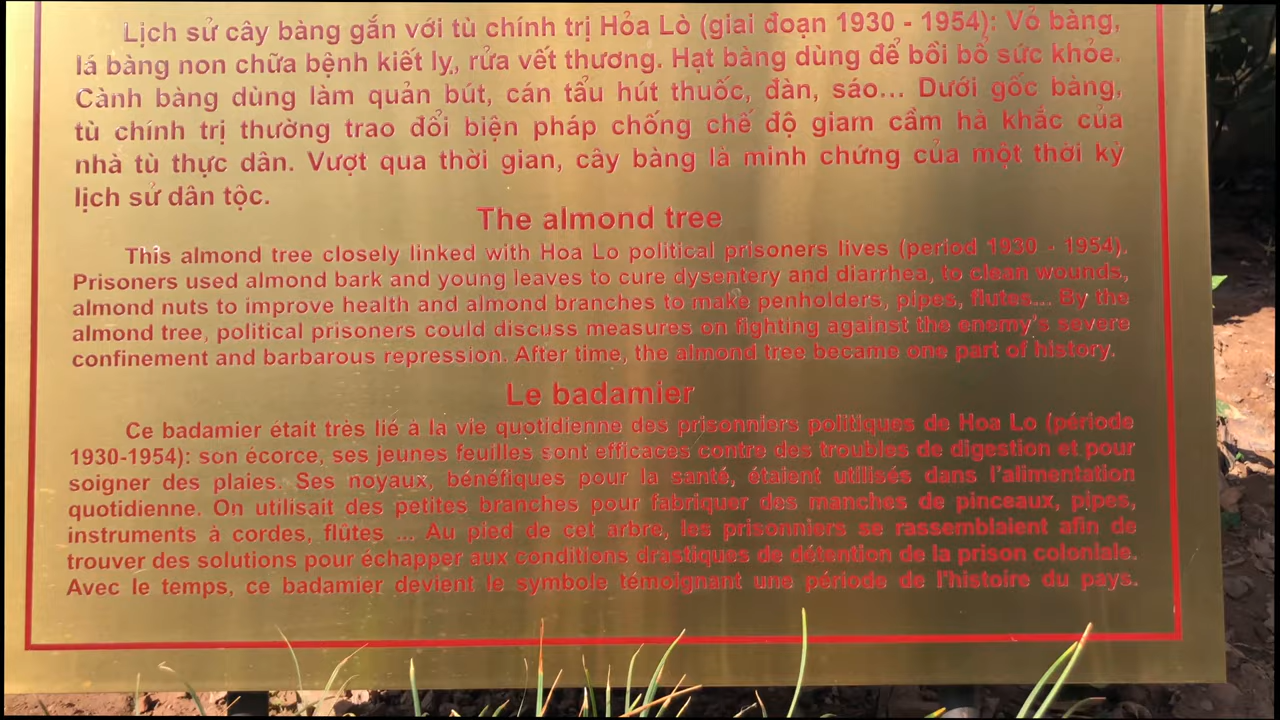 Lịch sử cây bàng gắn với tù chính trị Hỏa Lò (giai đoạn 1930 - 1954): Vỏ bàng,
lá bàng non chữa bệnh kiết lỵ, rửa vết thương. Hạt bàng dùng để bồi bổ sức khỏe.
Cành bàng dùng làm quản bút, cán tẩu hút thuốc, đàn, sáo... Dưới gốc bàng,
tù chính trị thường trao đổi biện pháp chống chế độ giam cầm hà khắc của
nhà tù thực dân. Vượt qua thời gian, cây bàng là minh chứng của một thời kỳ
lịch sử dân tộc.
The almond tree
This almond tree closely linked with Hoa Lo political prisoners lives (period 1930 - 1954).
Prisoners used almond bark and young leaves to cure dysentery and diarrhea, to clean wounds,
almond nuts to improve health and almond branches to make penholders, pipes, flutes... By the
almond tree, political prisoners could discuss measures on fighting against the enemy's severe
confinement and barbarous repression. After time, the almond tree became one part of history.
Le badamier
Ce badamier était très lié à la vie quotidienne des prisonniers politiques de Hoa Lo (période
1930-1954): son écorce, ses jeunes feuilles sont efficaces contre des troubles de digestion et pour
soigner des plaies. Ses noyaux, bénéfiques pour la santé, étaient utilisés dans l'alimentation
quotidienne. On utilisait des petites branches pour fabriquer des manches de pinceaux, pipes,
instruments à cordes, flûtes ... Au pied de cet arbre, les prisonniers se rassemblaient afin de
trouver des solutions pour échapper aux conditions drastiques de détention de la prison coloniale.
Avec le temps, ce badamier devient le symbole témoignant une période de l'histoire du pays.